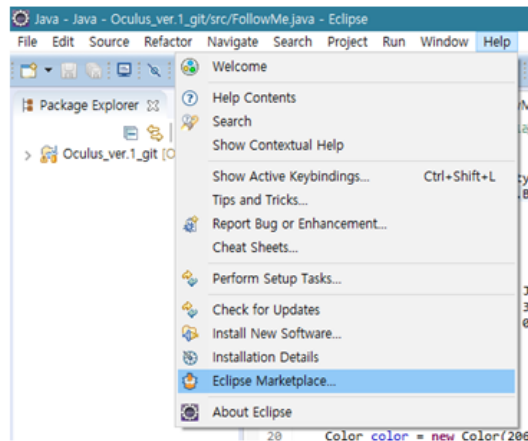 Java - Java - Oculus_ver.1_git/src/FollowMe.java - Eclipse
File Edit Source Refactor Navigate Search Project Run Window Help
Welcome
Package Explorer
Help Contents
Search
Oculus_ver.1_git
Show Contextual Help
Show Active Keybindings... Ctrl+Shift+L
Tips and Tricks...
Report Bug or Enhancement...
Cheat Sheets...
Perform Setup Tasks...
Check for Updates
Install New Software...
Installation Details
Eclipse Marketplace...
About Eclipse
20 Color color = new Color(206